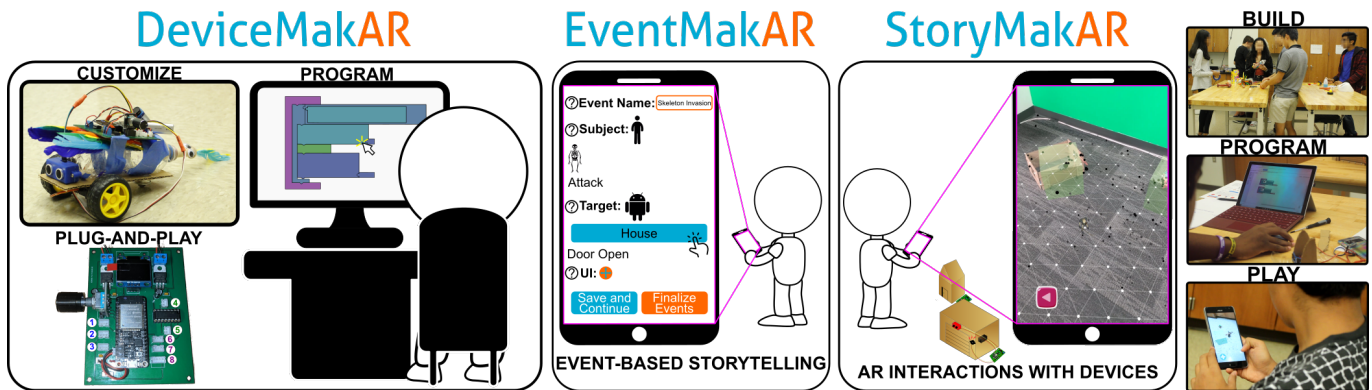 DeviceMakAR
EventMakAR
StoryMakAR
CUSTOMIZE
PROGRAM
PLUG-AND-PLAY
1
2
3
4
5
6
7
8
?Event Name: Skeleton Invasion
?Subject:
Attack
?Target:
House
Door Open
?UI:
Save and
Continue
Finalize
Events
EVENT-BASED STORYTELLING
AR INTERACTIONS WITH DEVICES
BUILD
PROGRAM
PLAY